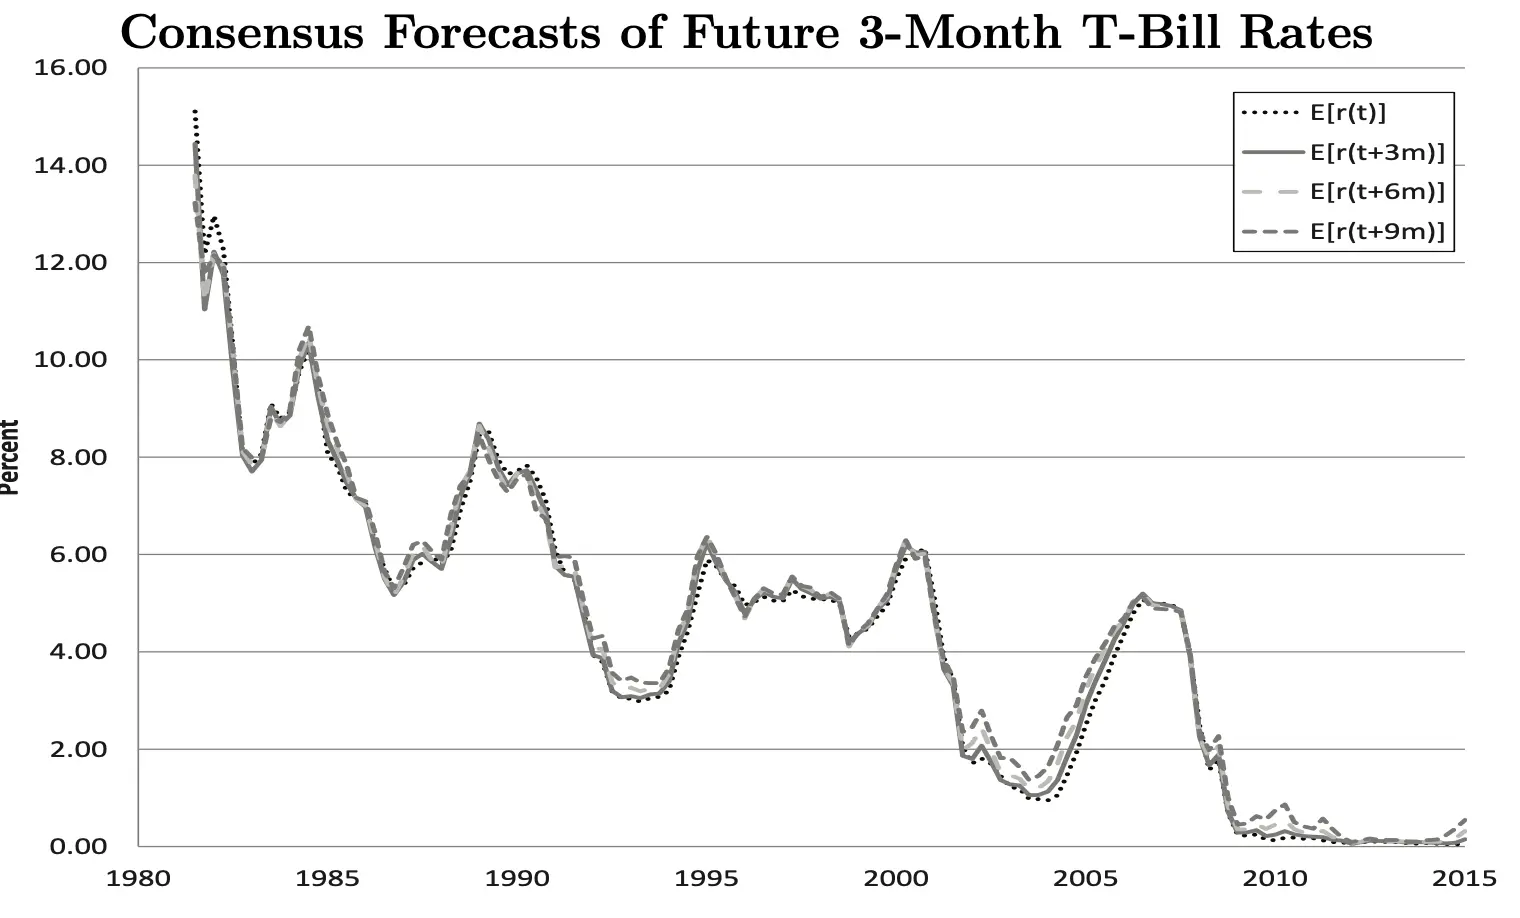 Consensus Forecasts of Future 3-Month T-Bill Rates
16.00
14.00
12.00
10.00
8.00
6.00
4.00
2.00
0.00
Percent
E[r(t)]
E[r(t+3m)]
E[r(t+6m)]
E[r(t+9m)]
1980 1985 1990 1995 2000 2005 2010 2015